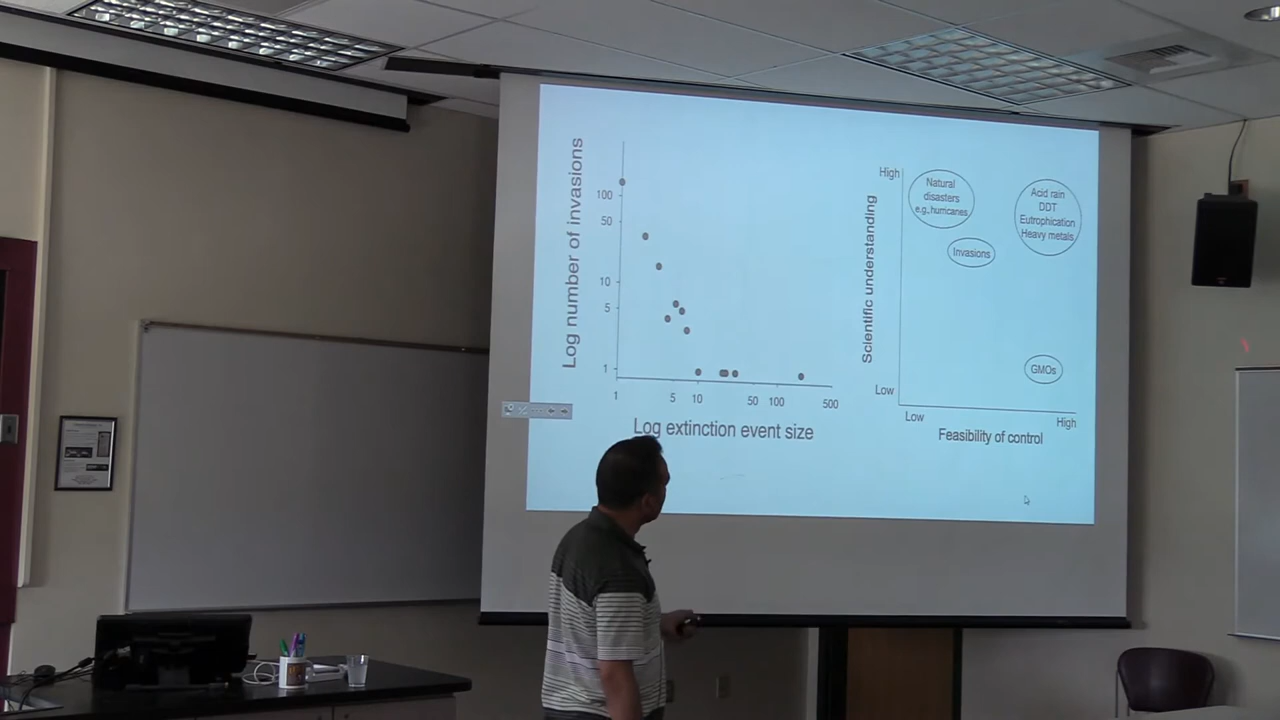 Log number of invasions
100
50
10
5
1
1
5
10
50
100
500
Log extinction event size
Scientific understanding
High
Low
Natural
disasters
e.g., hurricanes
Acid rain
DDT
Eutrophication
Heavy metals
Invasions
GMOs
Low
High
Feasibility of control